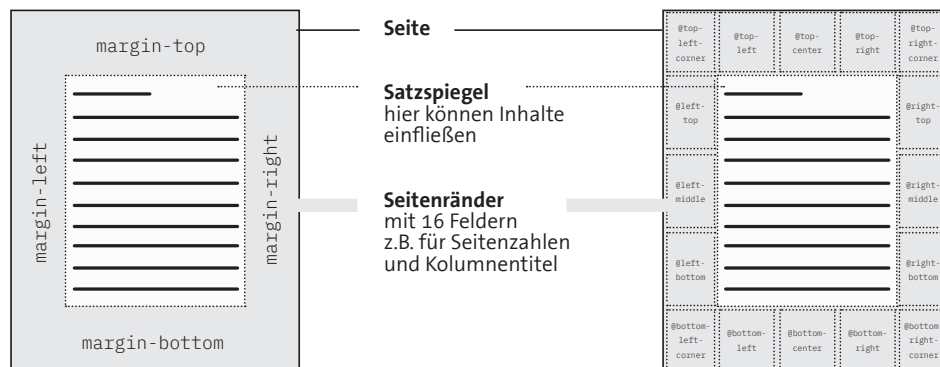 margin-top
margin-left
margin-right
margin-bottom
Seite
Satzspiegel
hier können Inhalte
einfließen
Seitenränder
mit 16 Feldern
z.B. für Seitenzahlen
und Kolumnentitel
@top-
left-
corner
@top-
left
@top-
center
@top-
right
@top-
right-
corner
@left-
top
@right-
top
@left-
middle
@right-
middle
@left-
bottom
@right-
bottom
@bottom-
left-
corner
@bottom-
left
@bottom-
center
@bottom-
right
@bottom
right-
corner